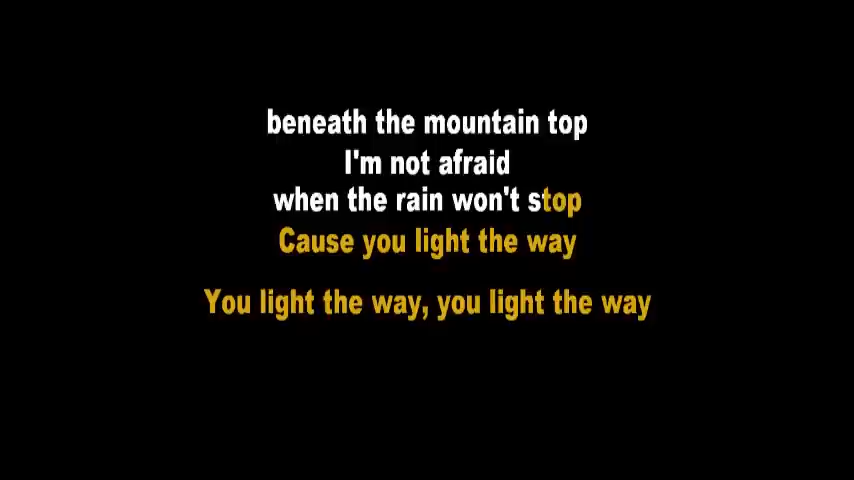 beneath the mountain top
I'm not afraid
when the rain won't stop
Cause you light the way
You light the way, you light the way